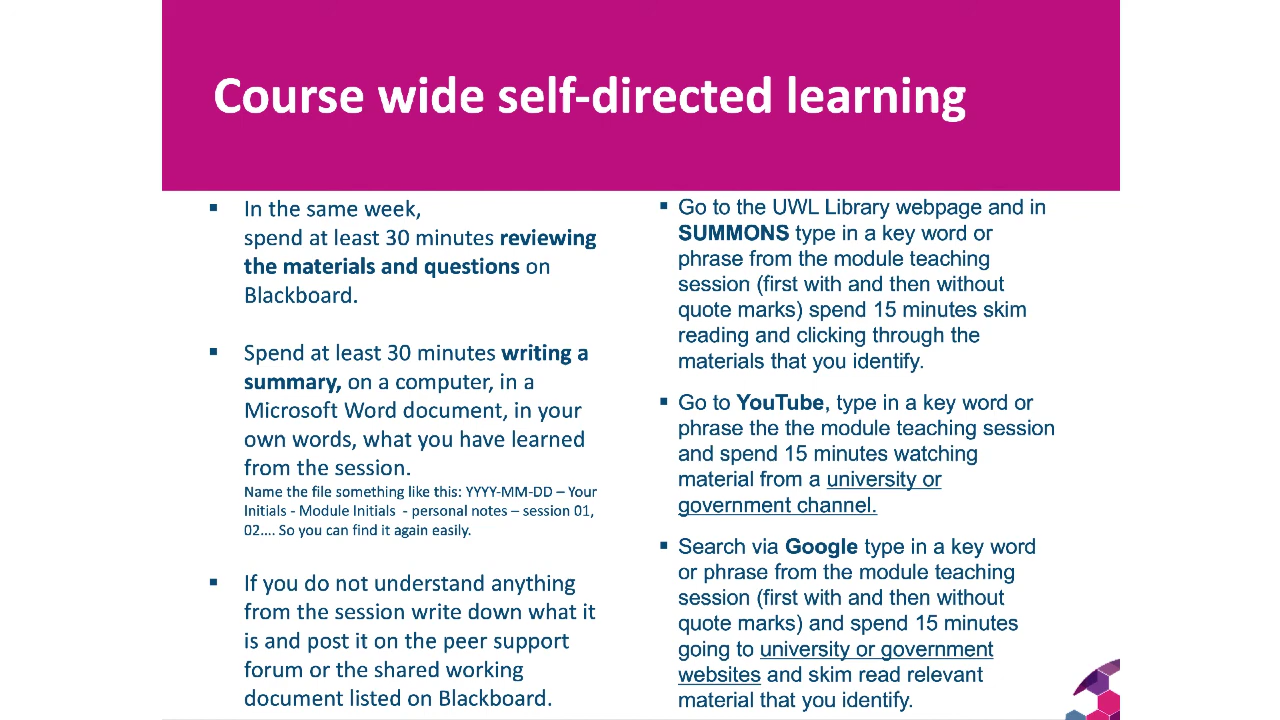 Course wide self-directed learning
▪ In the same week,
spend at least 30 minutes reviewing
the materials and questions on
Blackboard.
▪ Spend at least 30 minutes writing a
summary, on a computer, in a
Microsoft Word document, in your
own words, what you have learned
from the session.
Name the file something like this: YYYY-MM-DD – Your
Initials - Module Initials - personal notes – session 01,
02…. So you can find it again easily.
▪ If you do not understand anything
from the session write down what it
is and post it on the peer support
forum or the shared working
document listed on Blackboard.
▪ Go to the UWL Library webpage and in
SUMMONS type in a key word or
phrase from the module teaching
session (first with and then without
quote marks) spend 15 minutes skim
reading and clicking through the
materials that you identify.
▪ Go to YouTube, type in a key word or
phrase the the module teaching session
and spend 15 minutes watching
material from a university or
government channel.
▪ Search via Google type in a key word
or phrase from the module teaching
session (first with and then without
quote marks) and spend 15 minutes
going to university or government
websites and skim read relevant
material that you identify.